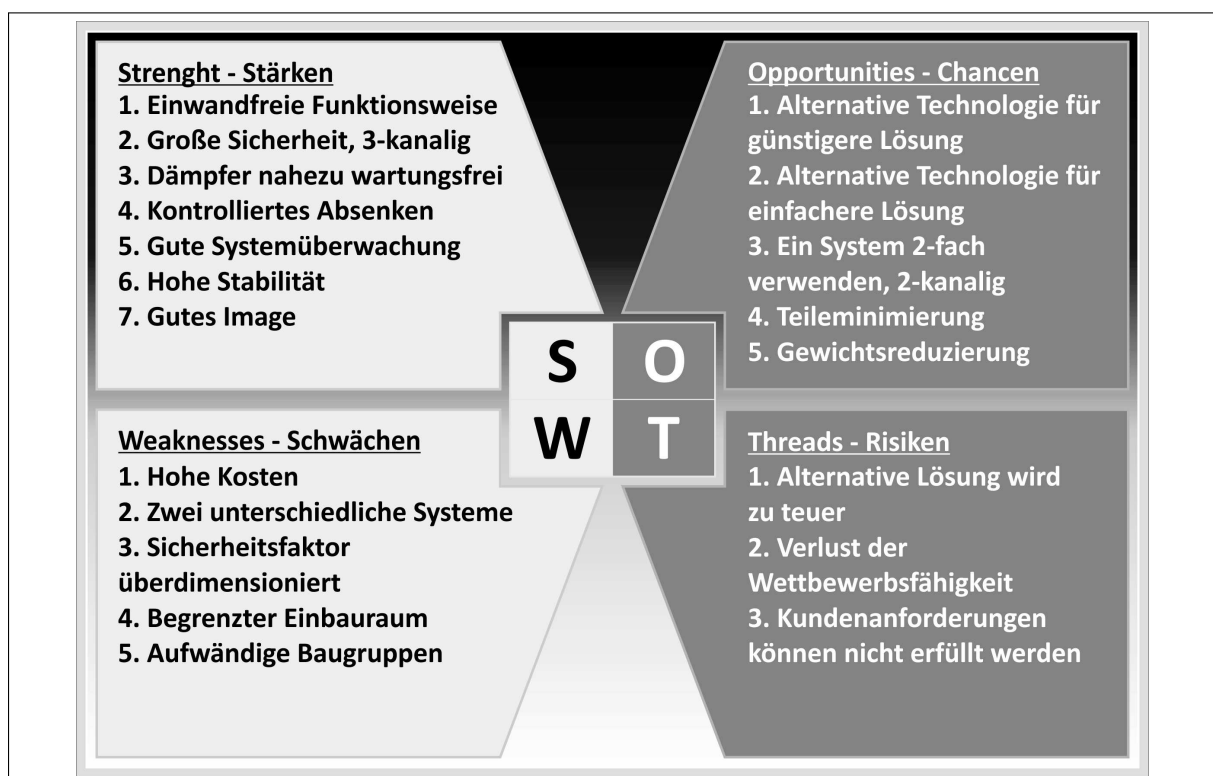 Strenght - Stärken
1. Einwandfreie Funktionsweise
2. Große Sicherheit, 3-kanalig
3. Dämpfer nahezu wartungsfrei
4. Kontrolliertes Absenken
5. Gute Systemüberwachung
6. Hohe Stabilität
7. Gutes Image
Opportunities - Chancen
1. Alternative Technologie für
günstigere Lösung
2. Alternative Technologie für
einfachere Lösung
3. Ein System 2-fach
verwenden, 2-kanalig
4. Teileminimierung
5. Gewichtsreduzierung
S O
W T
Weaknesses - Schwächen
1. Hohe Kosten
2. Zwei unterschiedliche Systeme
3. Sicherheitsfaktor
überdimensioniert
4. Begrenzter Einbauraum
5. Aufwändige Baugruppen
Threads - Risiken
1. Alternative Lösung wird
zu teuer
2. Verlust der
Wettbewerbsfähigkeit
3. Kundenanforderungen
können nicht erfüllt werden